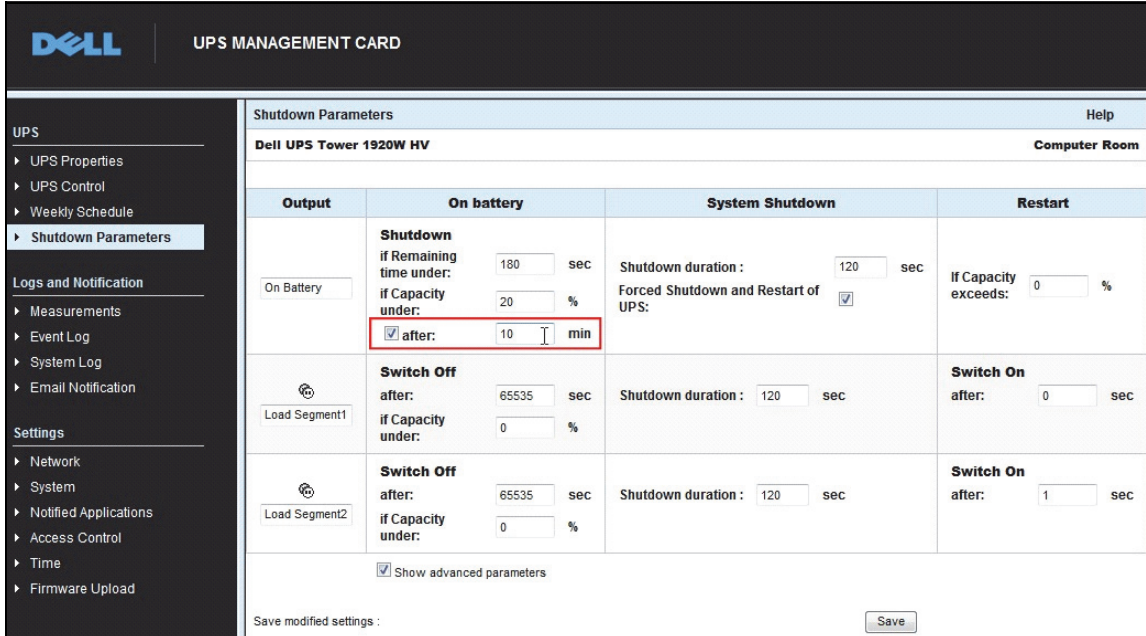 DELL
UPS MANAGEMENT CARD
UPS
UPS Properties
UPS Control
Weekly Schedule
Shutdown Parameters
Logs and Notification
Measurements
Event Log
System Log
Email Notification
Settings
Network
System
Notified Applications
Access Control
Time
Firmware Upload
Shutdown Parameters Help
Dell UPS Tower 1920W HV Computer Room
Output On battery System Shutdown Restart
On Battery
Shutdown
if Remaining
time under: 180 sec
if Capacity
under: 20 %
after: 10 min
Shutdown duration : 120 sec
Forced Shutdown and Restart of
UPS:
If Capacity
exceeds: 0 %
Load Segment1
Switch Off
after: 65535 sec
if Capacity
under: 0 %
Shutdown duration : 120 sec
Switch On
after: 0 sec
Load Segment2
Switch Off
after: 65535 sec
if Capacity
under: 0 %
Shutdown duration : 120 sec
Switch On
after: 1 sec
Show advanced parameters
Save modified settings : Save